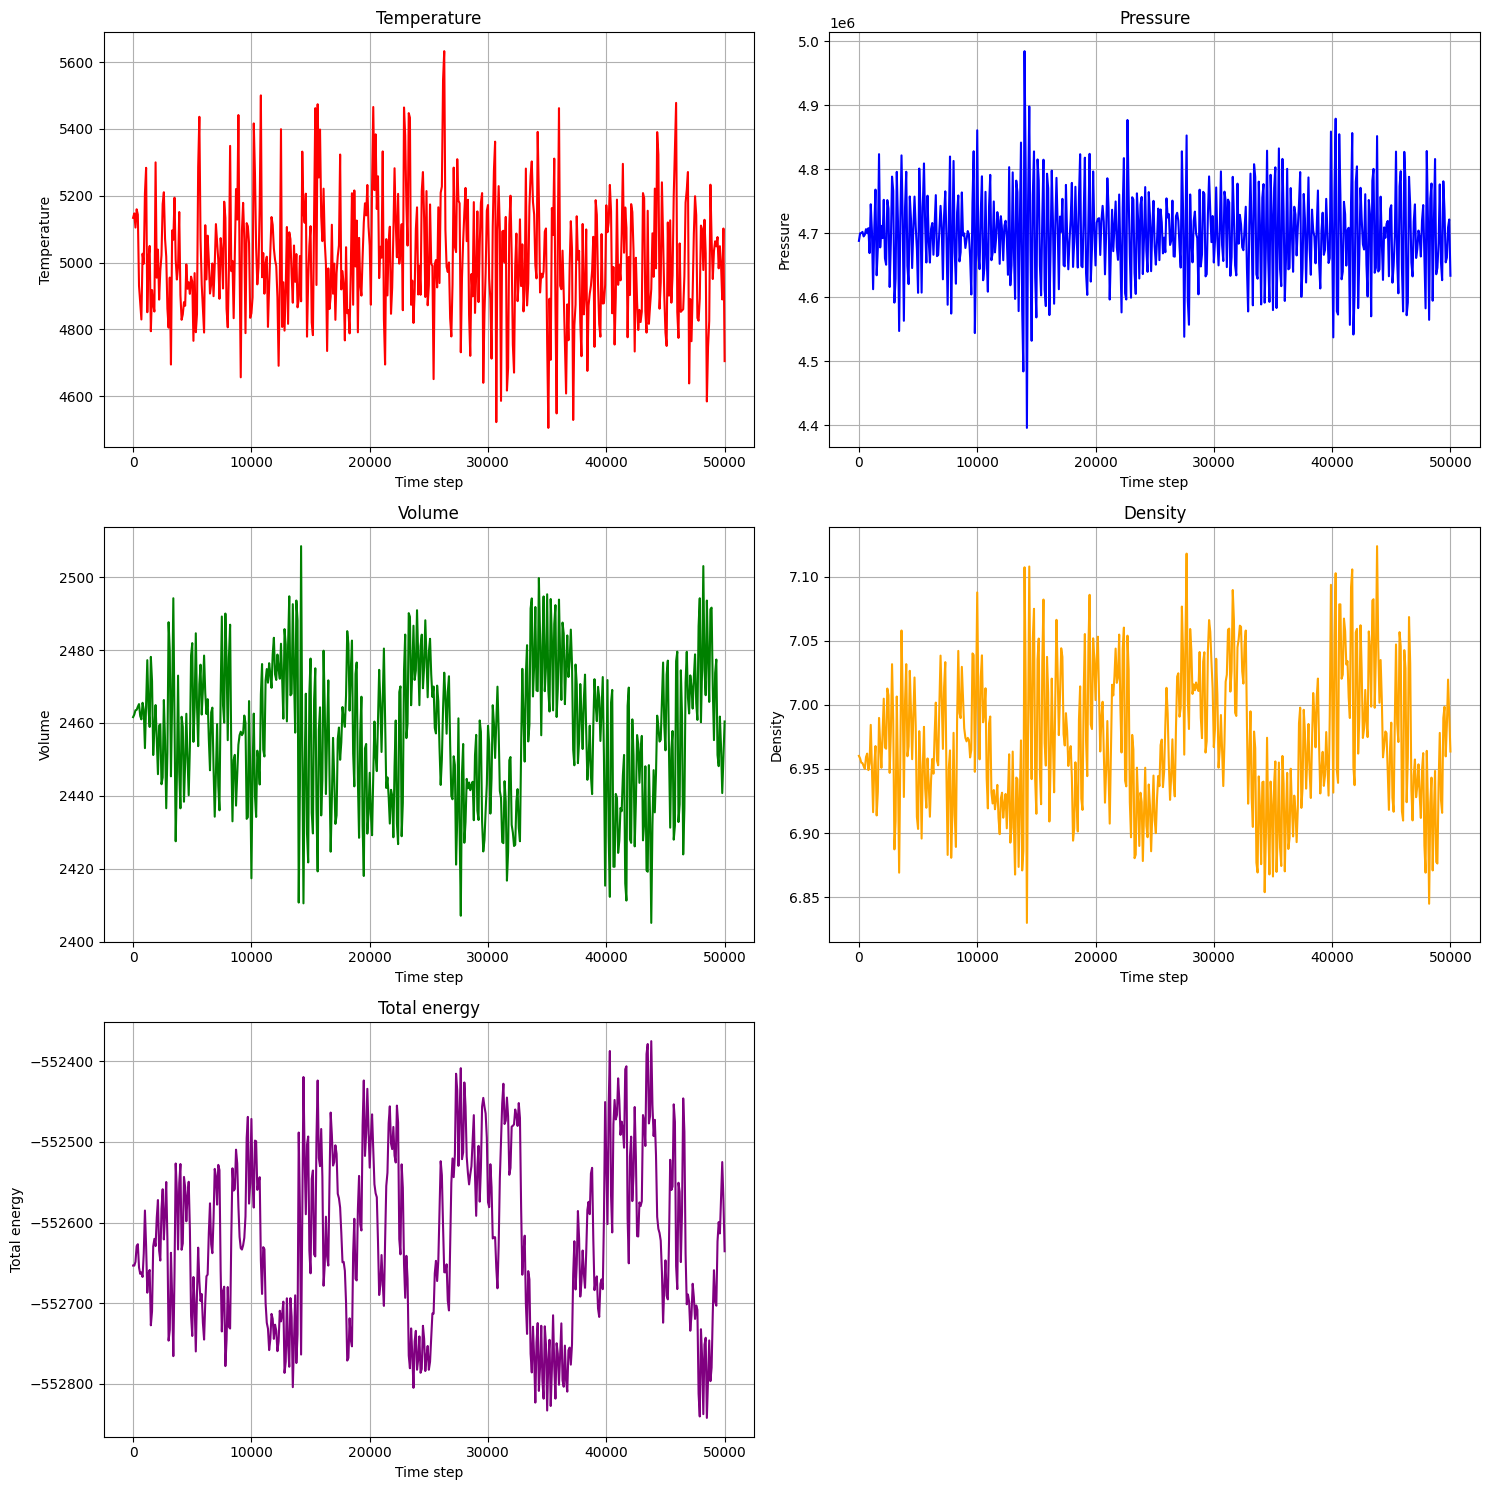 Temperature
Temperature
5600
5400
5200
5000
4800
4600
0 10000 20000 30000 40000 50000
Time step
Pressure
1e6
Pressure
5.0
4.9
4.8
4.7
4.6
4.5
4.4
0 10000 20000 30000 40000 50000
Time step
Volume
Volume
2500
2480
2460
2440
2420
2400
0 10000 20000 30000 40000 50000
Time step
Density
Density
7.10
7.05
7.00
6.95
6.90
6.85
0 10000 20000 30000 40000 50000
Time step
Total energy
Total energy
−552400
−552500
−552600
−552700
−552800
0 10000 20000 30000 40000 50000
Time step